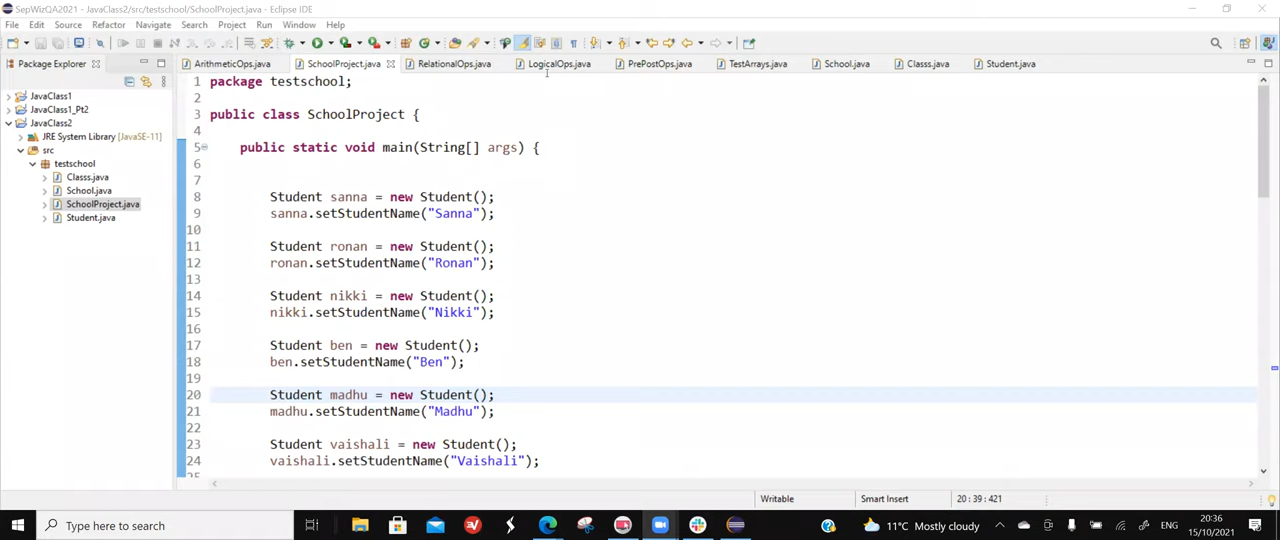 SepWizQA2021 - JavaClass2/src/testschool/SchoolProject.java - Eclipse IDE
File Edit Source Refactor Navigate Search Project Run Window Help
Package Explorer
ArithmeticOps.java SchoolProject.java RelationalOps.java LogicalOps.java PrePostOps.java TestArrays.java School.java Classs.java Student.java
JavaClass1
JavaClass1_Pt2
JavaClass2
JRE System Library [JavaSE-11]
src
testschool
Classs.java
School.java
SchoolProject.java
Student.java
1 package testschool;
2
3 public class SchoolProject {
4
5 public static void main(String[] args) {
6
7
8 Student sanna = new Student();
9 sanna.setStudentName("Sanna");
10
11 Student ronan = new Student();
12 ronan.setStudentName("Ronan");
13
14 Student nikki = new Student();
15 nikki.setStudentName("Nikki");
16
17 Student ben = new Student();
18 ben.setStudentName("Ben");
19
20 Student madhu = new Student();
21 madhu.setStudentName("Madhu");
22
23 Student vaishali = new Student();
24 vaishali.setStudentName("Vaishali");
25
Writable Smart Insert 20 : 39 : 421
Type here to search
11°C Mostly cloudy
ENG
20:36
15/10/2021